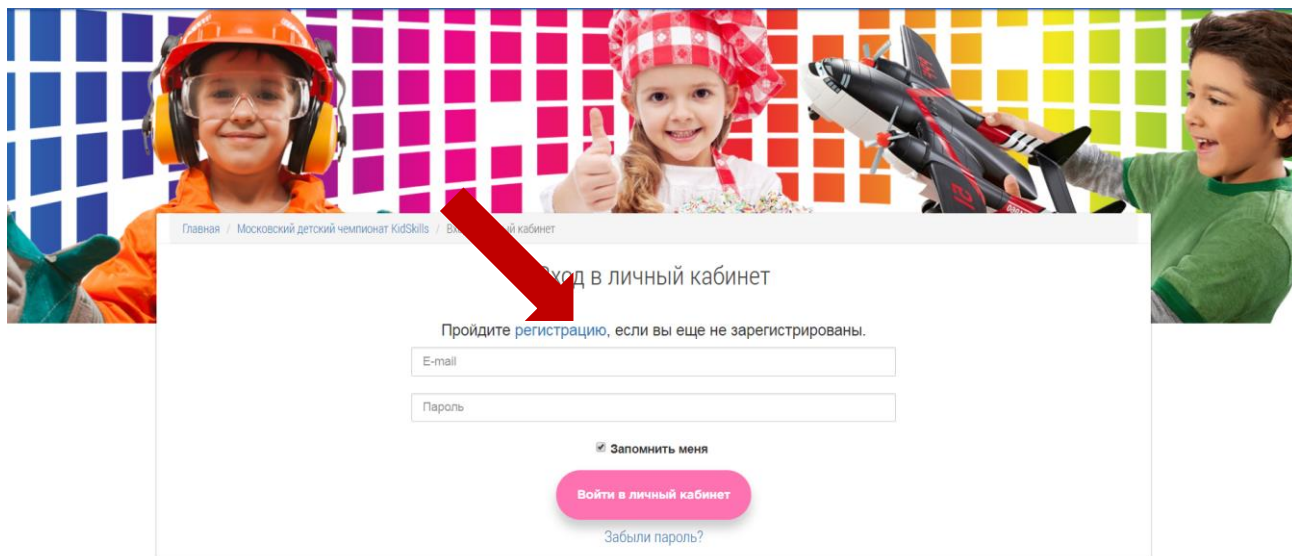 Главная / Московский детский чемпионат KidSkills / кабинет
в личный кабинет
Пройдите регистрацию, если вы еще не зарегистрированы.
E-mail
Пароль
Запомнить меня
Войти в личный кабинет
Забыли пароль?